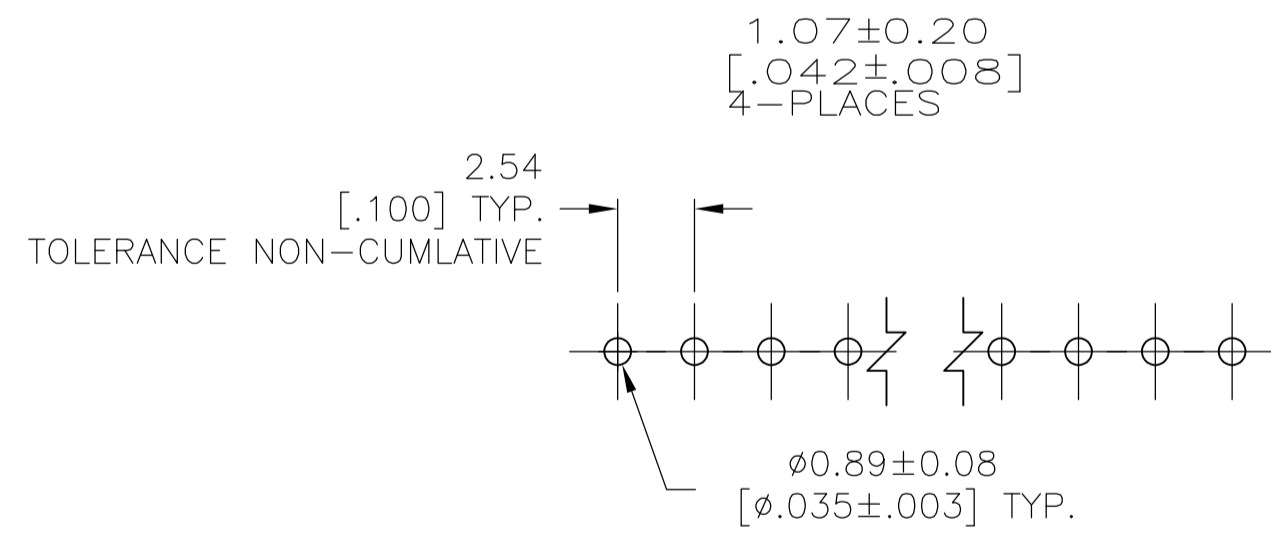 1.07±0.20
[.042±.008]
4-PLACES
2.54
[.100] TYP.
TOLERANCE NON-CUMLATIVE
⌀0.89±0.08
[⌀.035±.003] TYP.